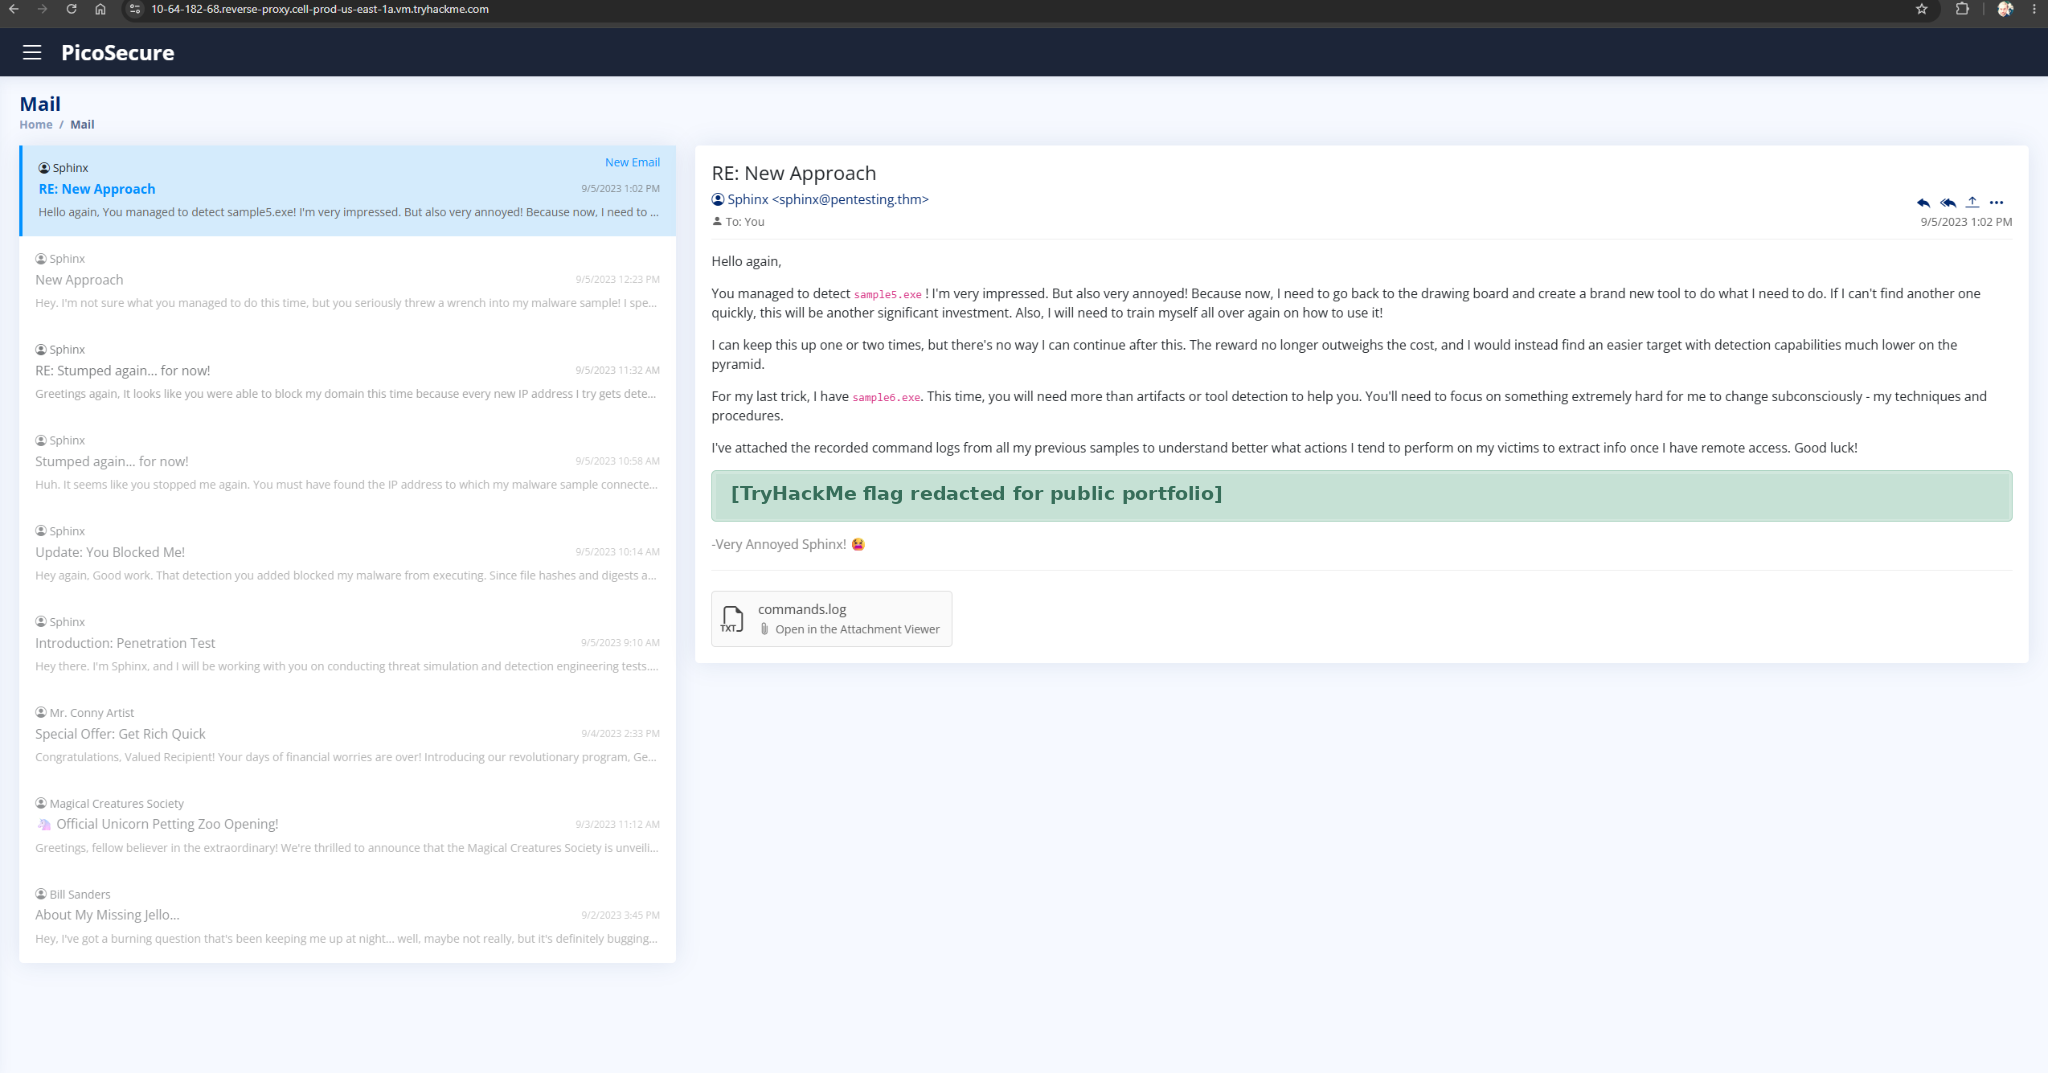 10-64-182-68.reverse-proxy.cell-prod-us-east-1a.vm.tryhackme.com
PicoSecure
Mail
Home / Mail
Sphinx
New Email
RE: New Approach
9/5/2023 1:02 PM
Hello again, You managed to detect sample5.exe! I'm very impressed. But also very annoyed! Because now, I need to ...
Sphinx
New Approach
9/5/2023 12:23 PM
Hey. I'm not sure what you managed to do this time, but you seriously threw a wrench into my malware sample! I spe...
Sphinx
RE: Stumped again... for now!
9/5/2023 11:32 AM
Greetings again, It looks like you were able to block my domain this time because every new IP address I try gets dete...
Sphinx
Stumped again... for now!
9/5/2023 10:58 AM
Huh. It seems like you stopped me again. You must have found the IP address to which my malware sample connecte...
Sphinx
Update: You Blocked Me!
9/5/2023 10:14 AM
Hey again, Good work. That detection you added blocked my malware from executing. Since file hashes and digests a...
Sphinx
Introduction: Penetration Test
9/5/2023 9:10 AM
Hey there. I'm Sphinx, and I will be working with you on conducting threat simulation and detection engineering tests....
Mr. Conny Artist
Special Offer: Get Rich Quick
9/4/2023 2:33 PM
Congratulations, Valued Recipient! Your days of financial worries are over! Introducing our revolutionary program, Ge...
Magical Creatures Society
Official Unicorn Petting Zoo Opening!
9/3/2023 11:12 AM
Greetings, fellow believer in the extraordinary! We're thrilled to announce that the Magical Creatures Society is unveili...
Bill Sanders
About My Missing Jello...
9/2/2023 3:45 PM
Hey, I've got a burning question that's been keeping me up at night... well, maybe not really, but it's definitely bugging...
RE: New Approach
Sphinx <sphinx@pentesting.thm>
To: You
9/5/2023 1:02 PM
Hello again,
You managed to detect sample5.exe ! I'm very impressed. But also very annoyed! Because now, I need to go back to the drawing board and create a brand new tool to do what I need to do. If I can't find another one
quickly, this will be another significant investment. Also, I will need to train myself all over again on how to use it!
I can keep this up one or two times, but there's no way I can continue after this. The reward no longer outweighs the cost, and I would instead find an easier target with detection capabilities much lower on the
pyramid.
For my last trick, I have sample6.exe. This time, you will need more than artifacts or tool detection to help you. You'll need to focus on something extremely hard for me to change subconsciously - my techniques and
procedures.
I've attached the recorded command logs from all my previous samples to understand better what actions I tend to perform on my victims to extract info once I have remote access. Good luck!
[TryHackMe flag redacted for public portfolio]
-Very Annoyed Sphinx! 😫
TXT
commands.log
Open in the Attachment Viewer